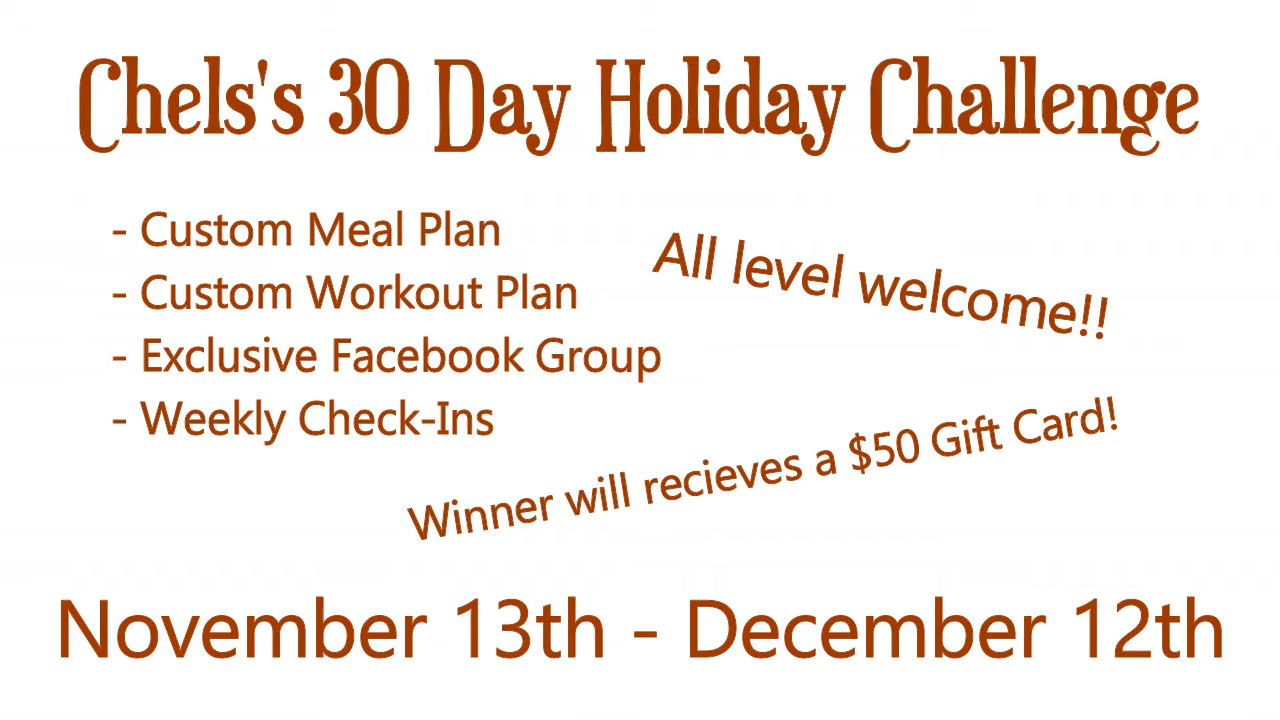 Chels's 30 Day Holiday Challenge
- Custom Meal Plan
- Custom Workout Plan
- Exclusive Facebook Group
- Weekly Check-Ins
All level welcome!!
Winner will recieves a $50 Gift Card!
November 13th - December 12th